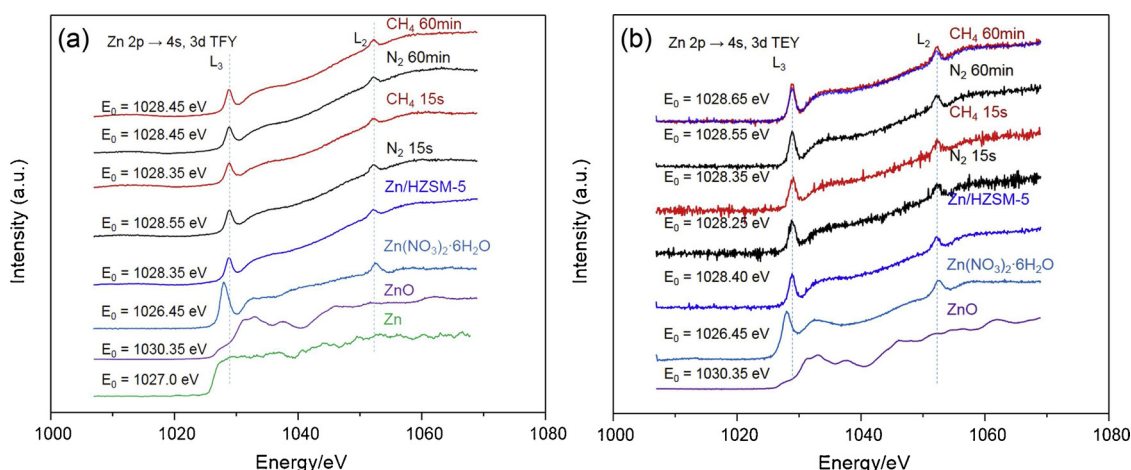 (a)
Zn 2p → 4s, 3d TFY
L₃
L₂
CH₄ 60min
N₂ 60min
E₀ = 1028.45 eV
CH₄ 15s
E₀ = 1028.45 eV
N₂ 15s
E₀ = 1028.35 eV
Zn/HZSM-5
E₀ = 1028.55 eV
Zn(NO₃)₂·6H₂O
E₀ = 1028.35 eV
ZnO
E₀ = 1026.45 eV
Zn
E₀ = 1030.35 eV
E₀ = 1027.0 eV
Intensity (a.u.)
1000 1020 1040 1060 1080
Energy/eV
(b)
Zn 2p → 4s, 3d TEY
L₃
L₂
CH₄ 60min
N₂ 60min
E₀ = 1028.65 eV
CH₄ 15s
E₀ = 1028.55 eV
N₂ 15s
E₀ = 1028.35 eV
Zn/HZSM-5
E₀ = 1028.25 eV
Zn(NO₃)₂·6H₂O
E₀ = 1028.40 eV
ZnO
E₀ = 1026.45 eV
E₀ = 1030.35 eV
Intensity (a.u.)
1000 1020 1040 1060 1080
Energy/eV